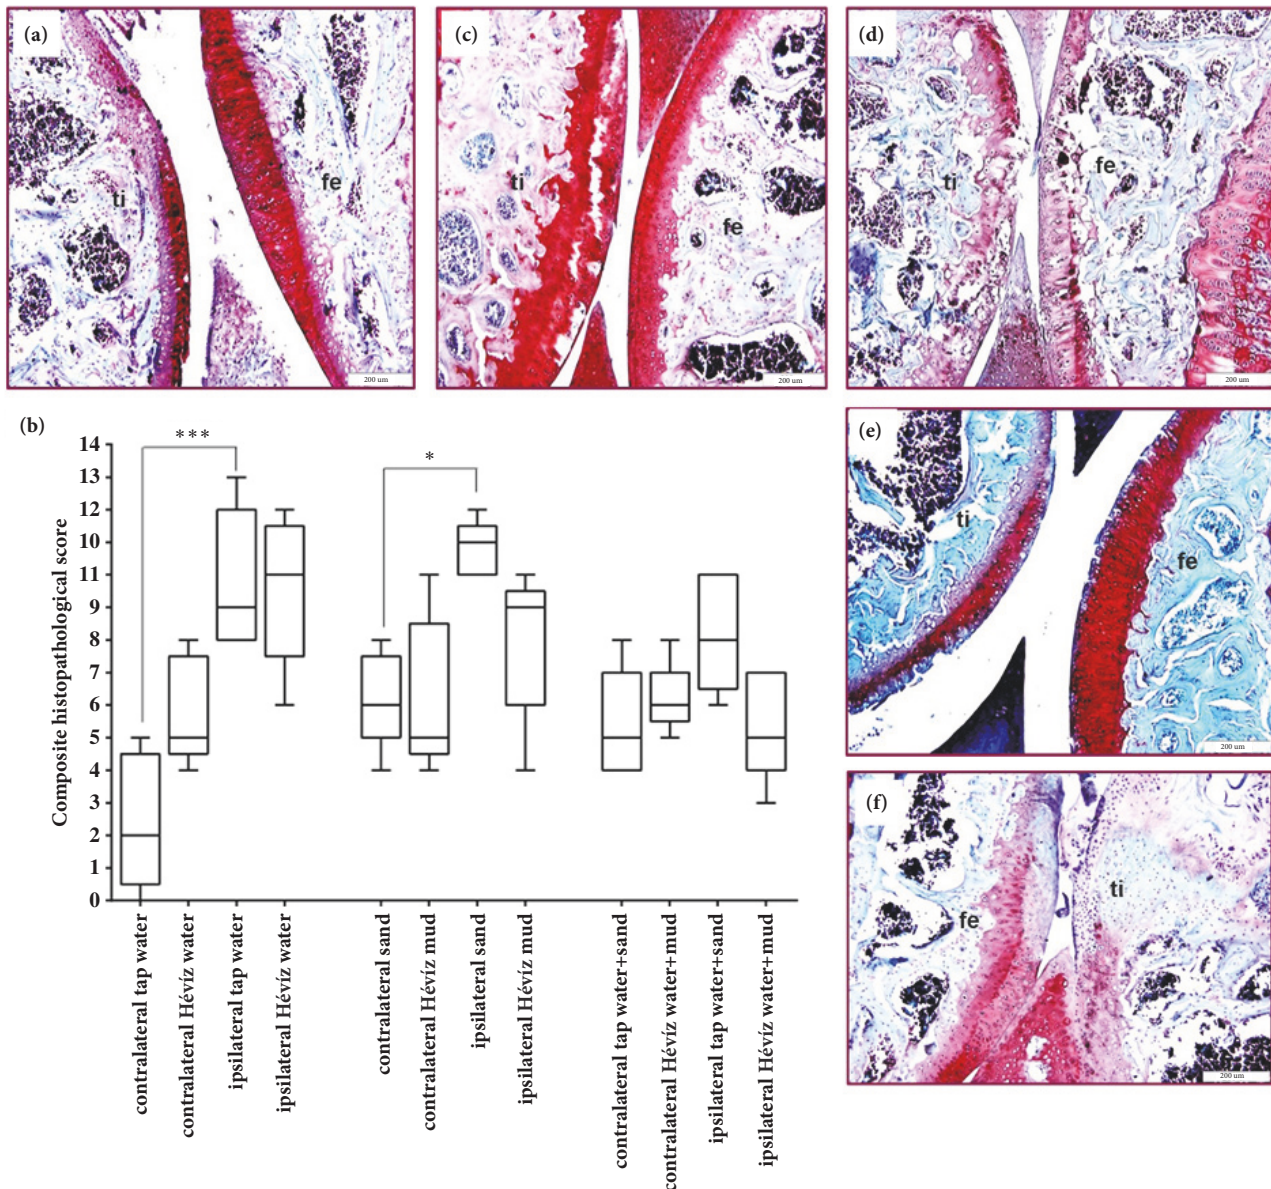 (a)
ti
fe
200 um
(c)
ti
fe
200 um
(d)
ti
fe
200 um
(b)
Composite histopathological score
14
13
12
10
11
9
8
7
6
5
4
3
2
1
0
***
*
contralateral tap water
contralateral Hévíz water
ipsilateral tap water
ipsilateral Hévíz water
contralateral sand
contralateral Hévíz mud
ipsilateral sand
ipsilateral Hévíz mud
contralateral tap water+sand
contralateral Hévíz water+mud
ipsilateral tap water+sand
ipsilateral Hévíz water+mud
(e)
ti
fe
200 um
(f)
fe
ti
200 um